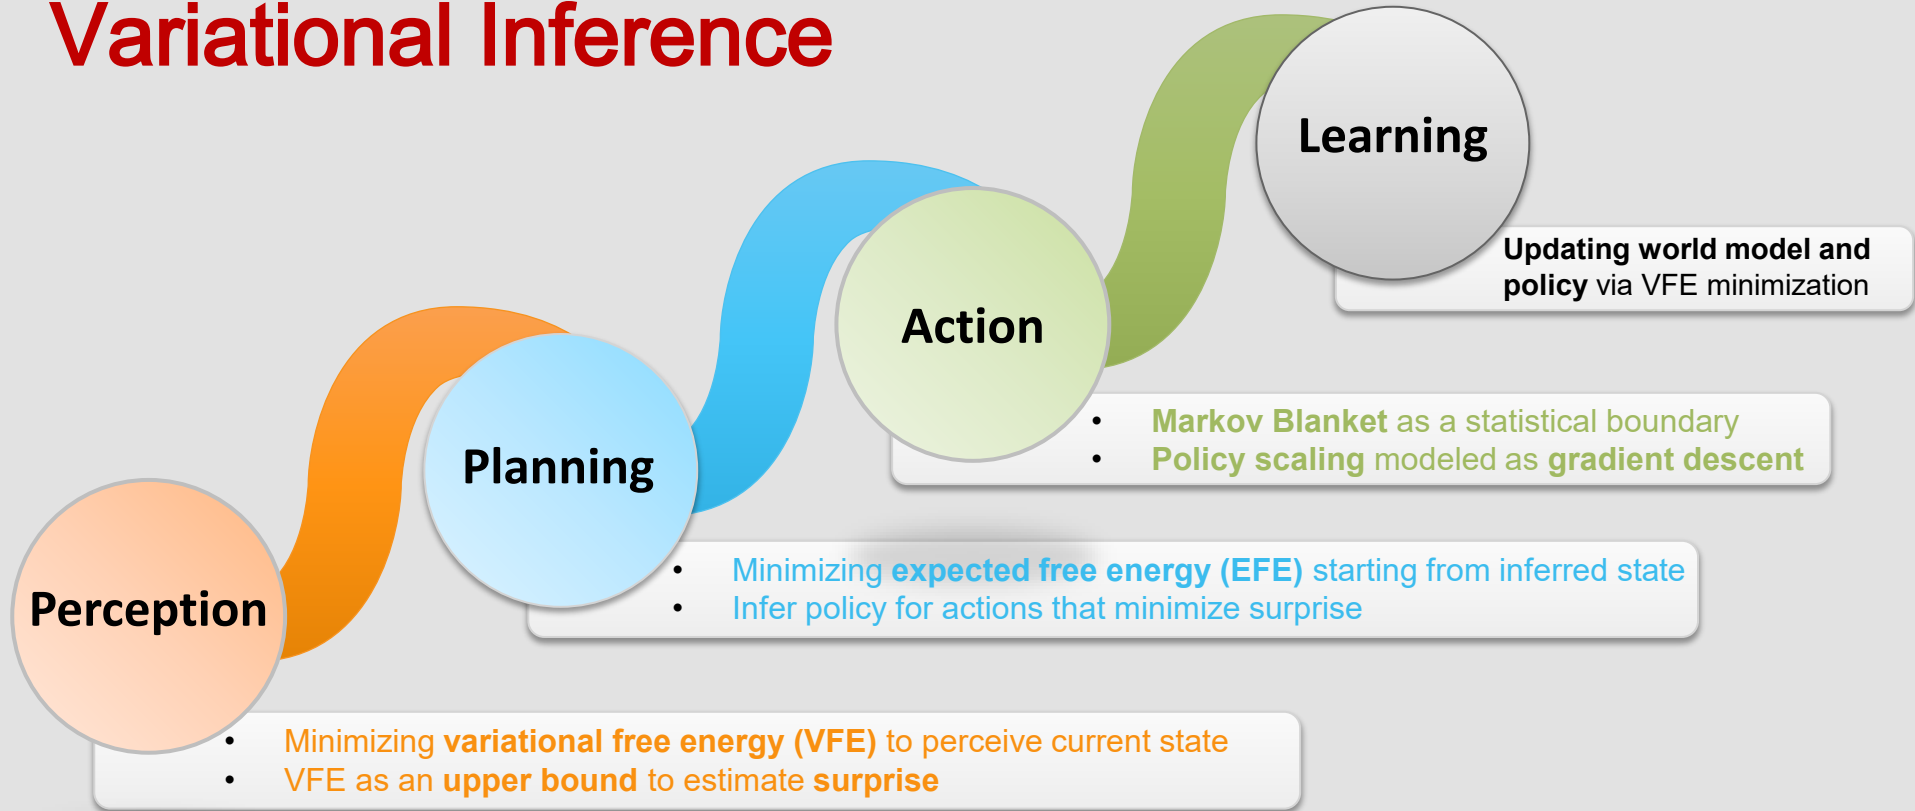 Variational Inference
Learning
Updating world model and
policy via VFE minimization
Action
• Markov Blanket as a statistical boundary
• Policy scaling modeled as gradient descent
Planning
• Minimizing expected free energy (EFE) starting from inferred state
• Infer policy for actions that minimize surprise
Perception
• Minimizing variational free energy (VFE) to perceive current state
• VFE as an upper bound to estimate surprise